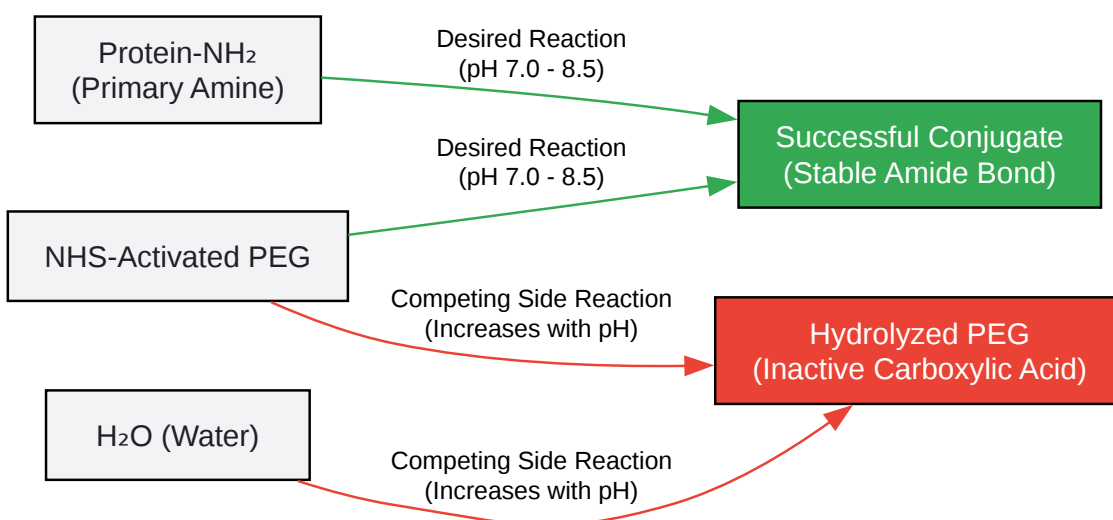 Protein-NH₂
(Primary Amine)
Desired Reaction
(pH 7.0 - 8.5)
Successful Conjugate
(Stable Amide Bond)
Desired Reaction
(pH 7.0 - 8.5)
NHS-Activated PEG
Competing Side Reaction
(Increases with pH)
Hydrolyzed PEG
(Inactive Carboxylic Acid)
H₂O (Water)
Competing Side Reaction
(Increases with pH)